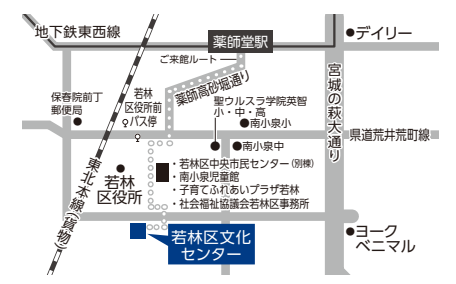 地下鉄東西線
薬師堂駅
デイリー
ご来館ルート
薬師高砂堀通り
保春院前丁
郵便局
若林
区役所前
バス停
聖ウルスラ学院英智
小・中・高
南小泉小
宮城の萩大通り
県道荒井荒町線
南小泉中
若林
区役所
・若林区中央市民センター(別棟)
・南小泉児童館
・子育てふれあいプラザ若林
・社会福祉協議会若林区事務所
東北本線(貨物)
若林区文化
センター
ヨーク
ベニマル